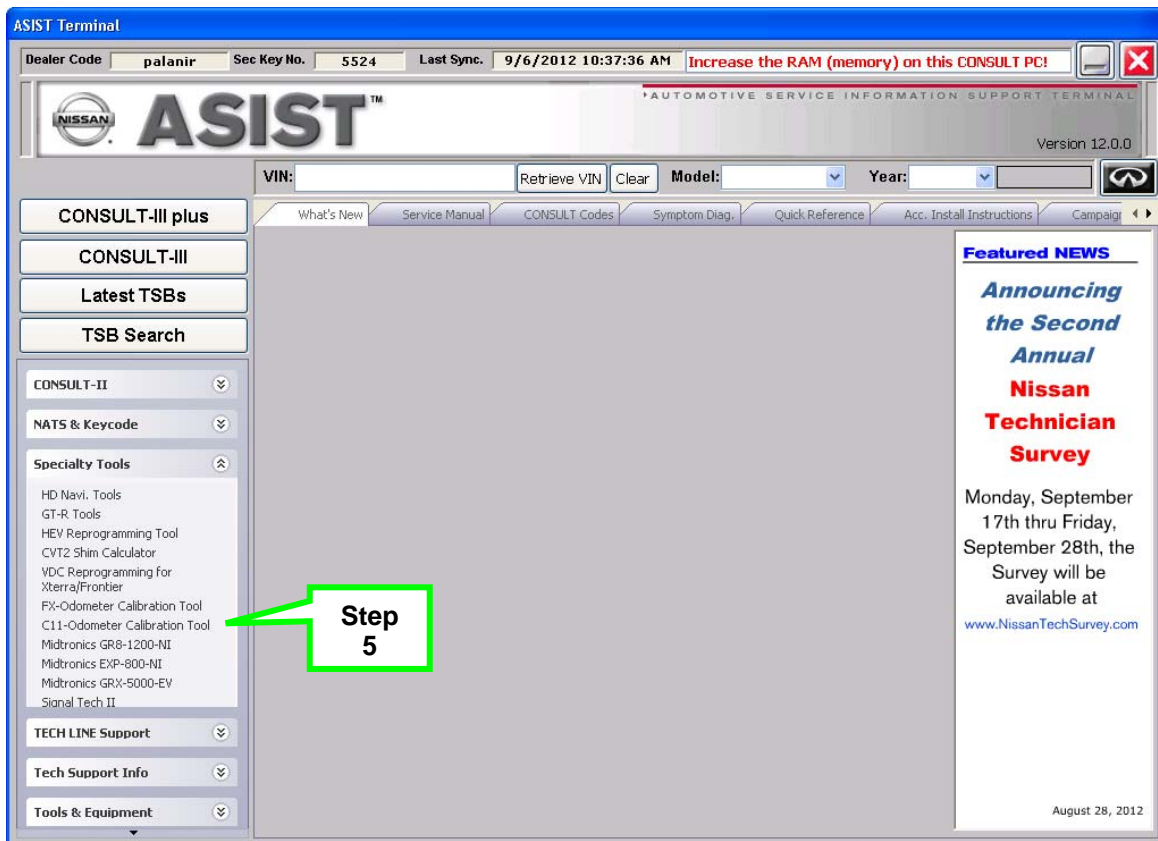 ASIST Terminal
Dealer Code palanir Sec Key No. 5524 Last Sync. 9/6/2012 10:37:36 AM Increase the RAM (memory) on this CONSULT PC!
NISSAN ASIST™
AUTOMOTIVE SERVICE INFORMATION SUPPORT TERMINAL
Version 12.0.0
VIN: Retrieve VIN Clear Model: Year:
What's New Service Manual CONSULT Codes Symptom Diag. Quick Reference Acc. Install Instructions Campaign
CONSULT-III plus
CONSULT-III
Latest TSBs
TSB Search
CONSULT-II
NATS & Keycode
Specialty Tools
HD Navi. Tools
GT-R Tools
HEV Reprogramming Tool
CVT2 Shim Calculator
VDC Reprogramming for
Xterra/Frontier
FX-Odometer Calibration Tool
C11-Odometer Calibration Tool
Midtronics GR8-1200-NI
Midtronics EXP-800-NI
Midtronics GRX-5000-EV
Signal Tech II
TECH LINE Support
Tech Support Info
Tools & Equipment
Step
5
Featured NEWS
Announcing
the Second
Annual
Nissan
Technician
Survey
Monday, September
17th thru Friday,
September 28th, the
Survey will be
available at
www.NissanTechSurvey.com
August 28, 2012